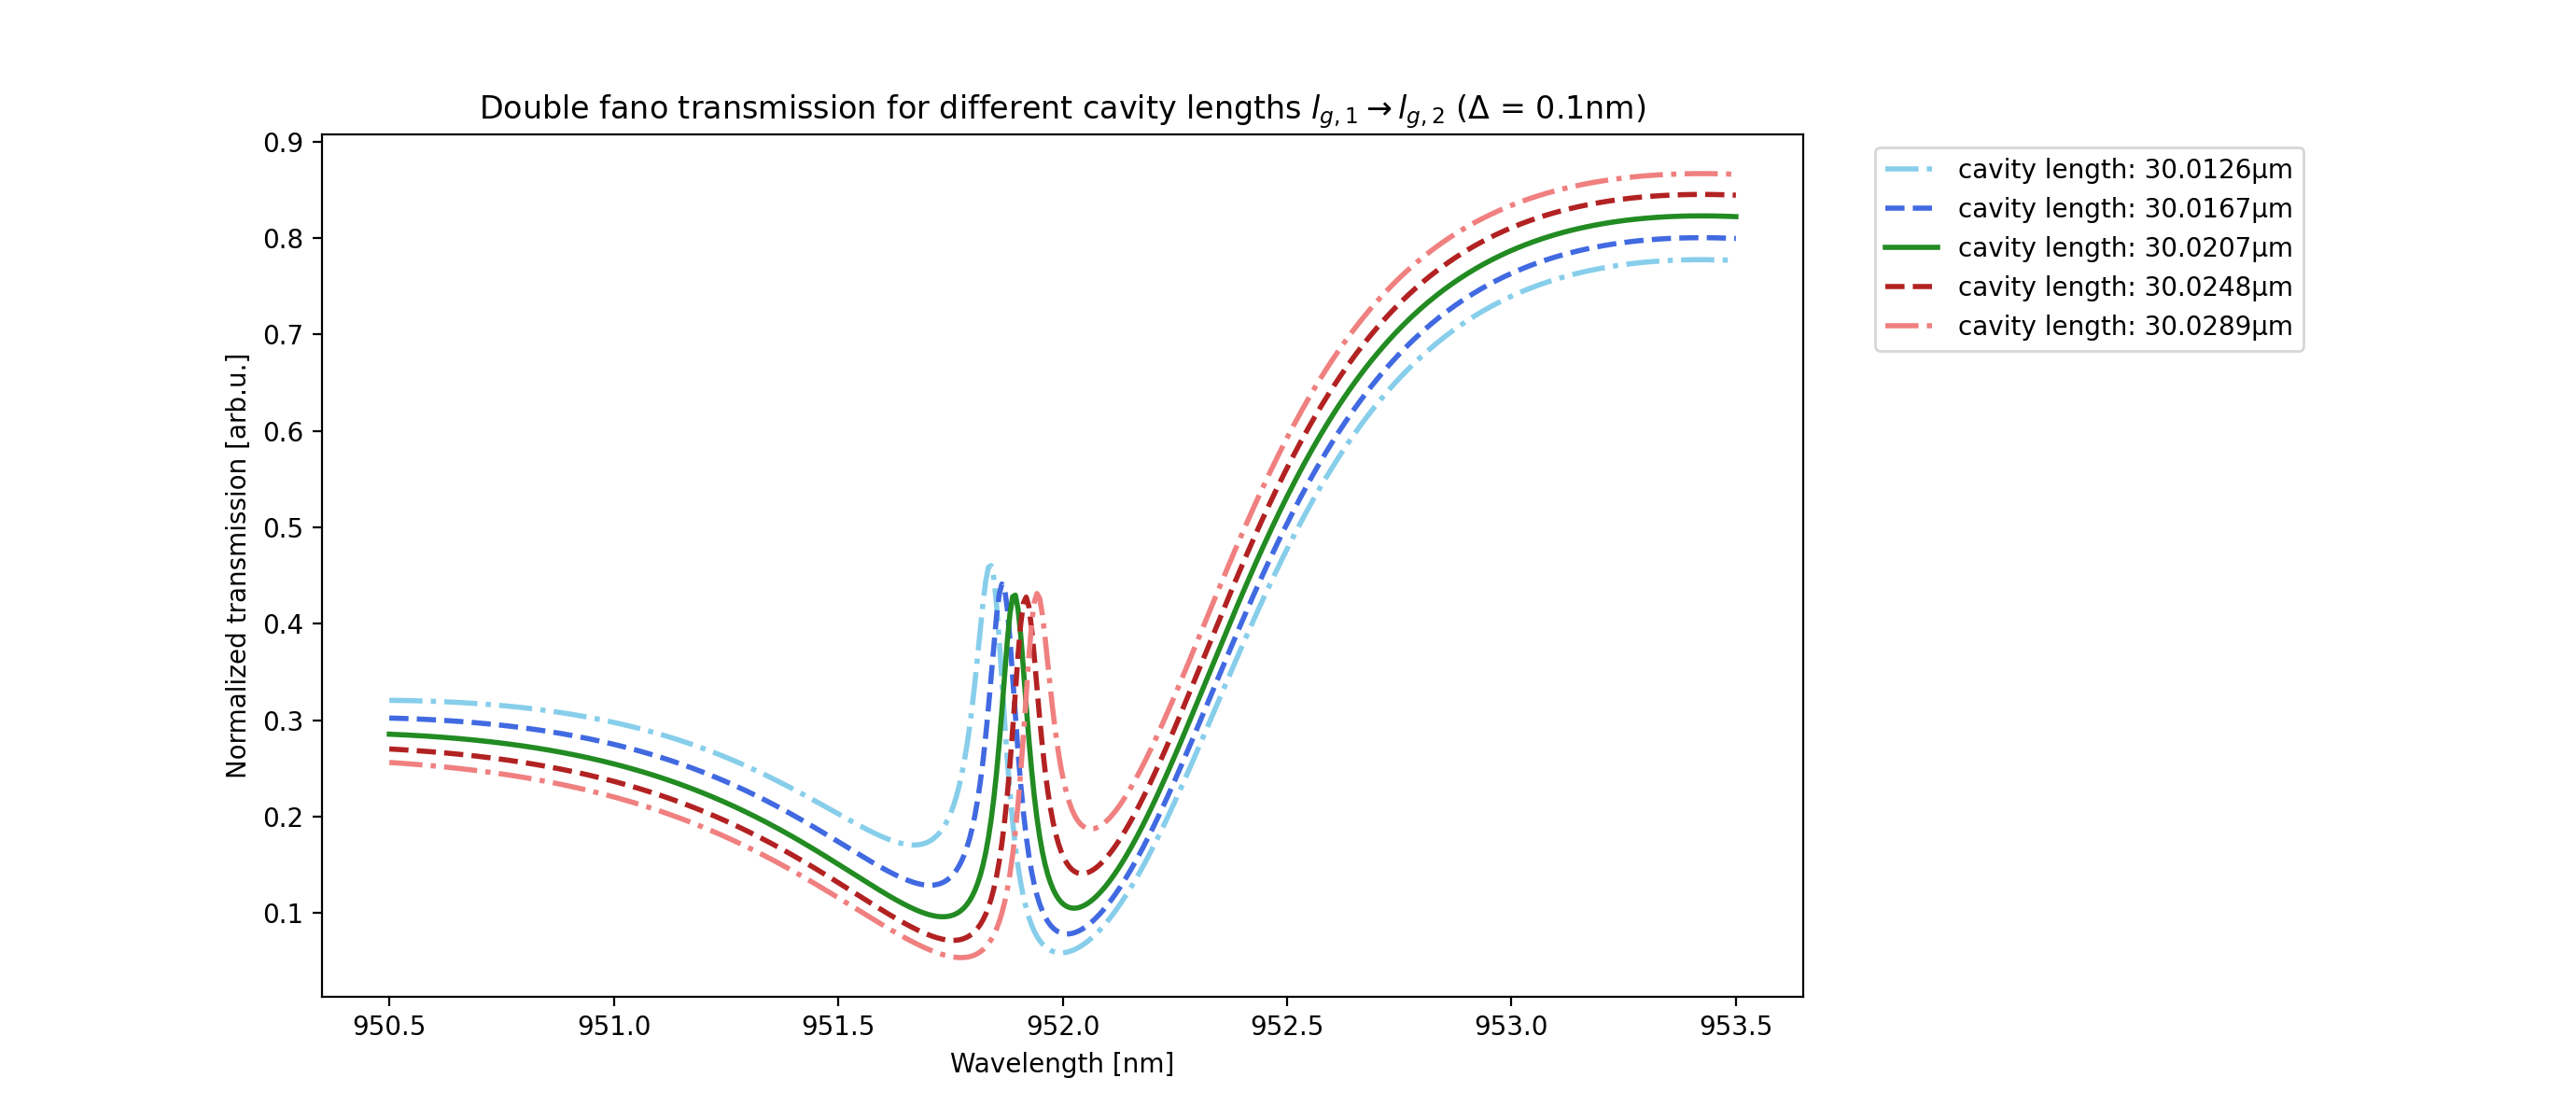 Double fano transmission for different cavity lengths l_{g,1}→l_{g,2} (Δ = 0.1nm)
Normalized transmission [arb.u.]
0.9
0.8
0.7
0.6
0.5
0.4
0.3
0.2
0.1
950.5 951.0 951.5 952.0 952.5 953.0 953.5
Wavelength [nm]
cavity length: 30.0126μm
cavity length: 30.0167μm
cavity length: 30.0207μm
cavity length: 30.0248μm
cavity length: 30.0289μm